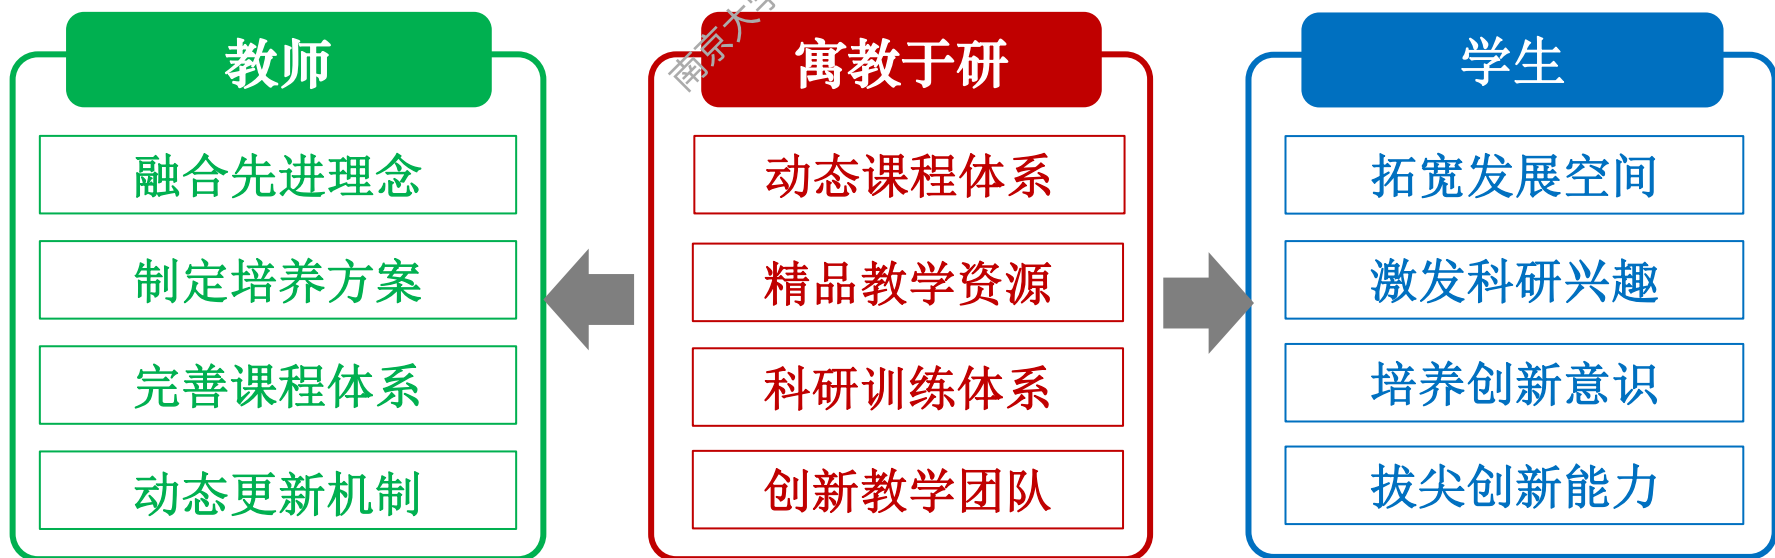 教师
融合先进理念
制定培养方案
完善课程体系
动态更新机制
南京大学
寓教于研
动态课程体系
精品教学资源
科研训练体系
创新教学团队
学生
拓宽发展空间
激发科研兴趣
培养创新意识
拔尖创新能力